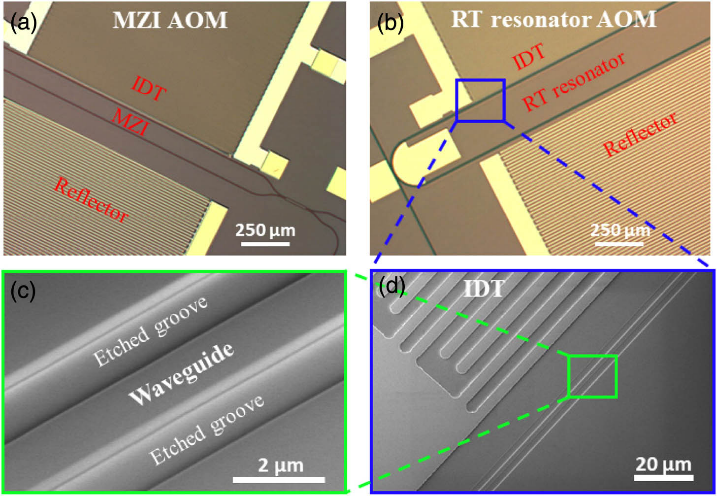 (a)
MZI AOM
IDT
MZI
Reflector
250 μm
(b)
RT resonator AOM
IDT
RT resonator
Reflector
250 μm
(c)
Etched groove
Waveguide
Etched groove
2 μm
(d)
IDT
20 μm